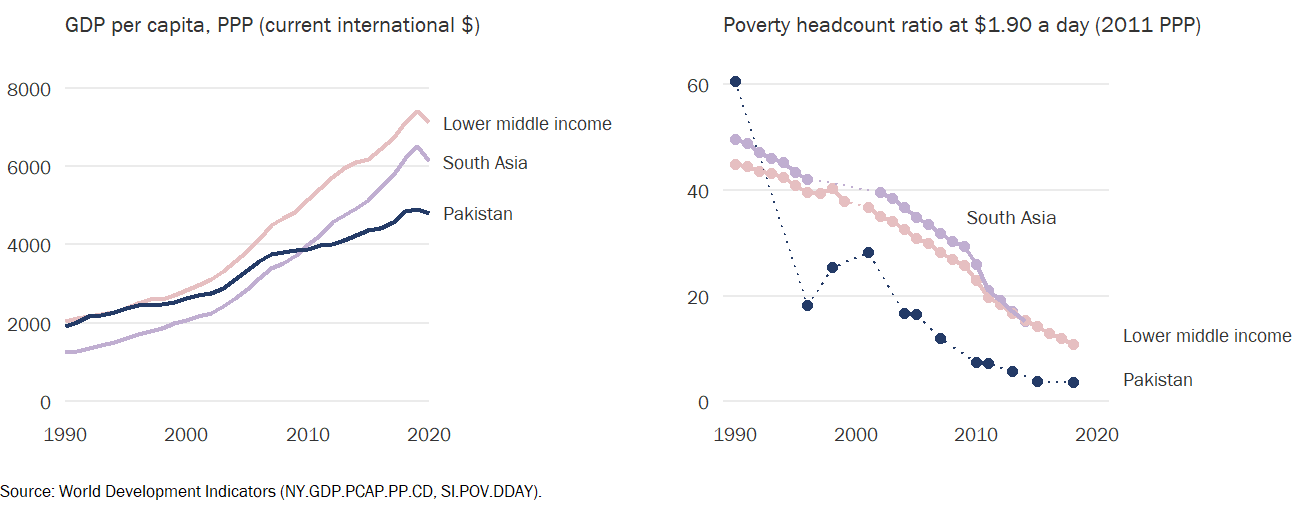 GDP per capita, PPP (current international $)
8000
6000
4000
2000
0
1990
2000
2010
2020
Lower middle income
South Asia
Pakistan
Poverty headcount ratio at $1.90 a day (2011 PPP)
60
40
20
0
1990
2000
2010
2020
South Asia
Lower middle income
Pakistan
Source: World Development Indicators (NY.GDP.PCAP.PP.CD, SI.POV.DDAY).